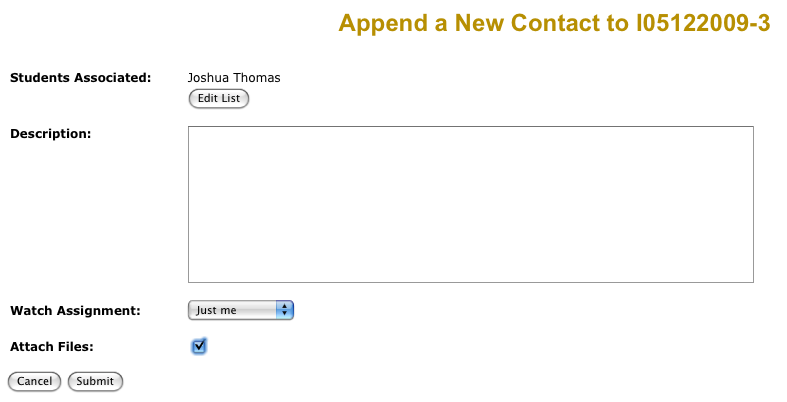 Append a New Contact to I05122009-3
Students Associated: Joshua Thomas
Edit List
Description:
Watch Assignment: Just me
Attach Files:
Cancel Submit